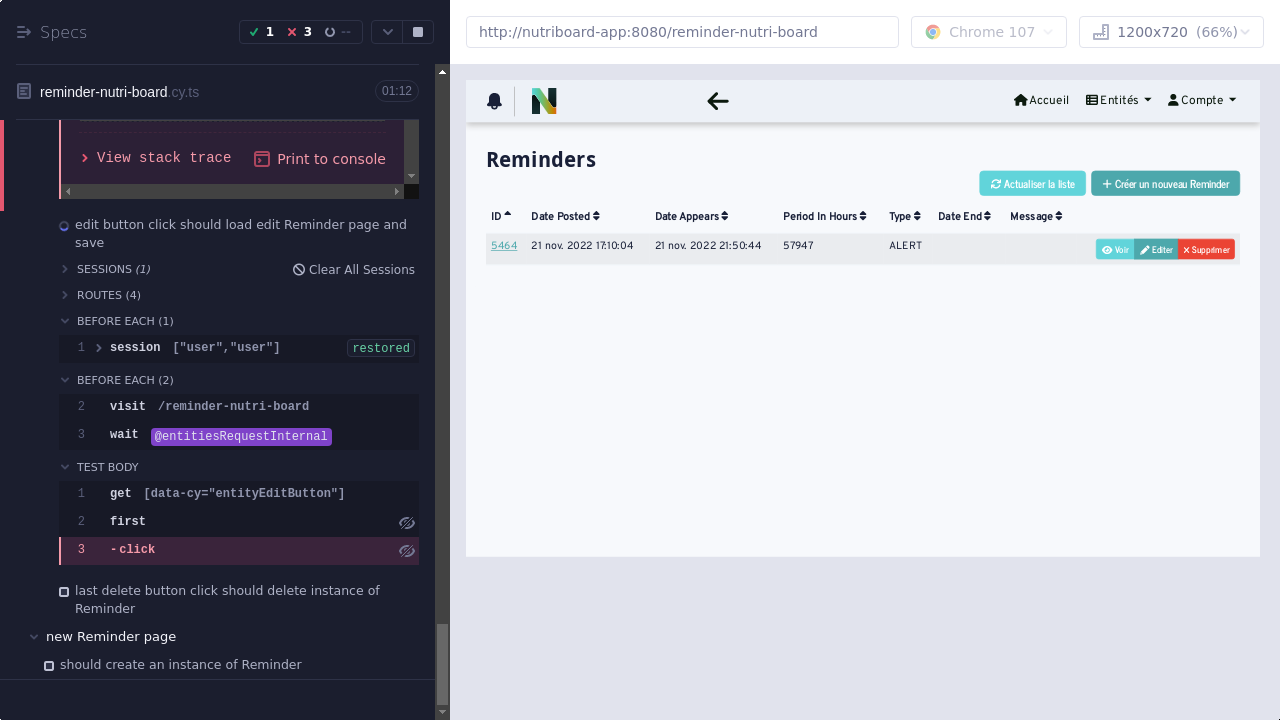 Specs
1
3
--
reminder-nutri-board.cy.ts
01:12
View stack trace
Print to console
edit button click should load edit Reminder page and
save
SESSIONS (1)
Clear All Sessions
ROUTES (4)
BEFORE EACH (1)
1 session ["user","user"] restored
BEFORE EACH (2)
2 visit /reminder-nutri-board
3 wait @entitiesRequestInternal
TEST BODY
1 get [data-cy="entityEditButton"]
2 first
3 -click
last delete button click should delete instance of
Reminder
new Reminder page
should create an instance of Reminder
http://nutriboard-app:8080/reminder-nutri-board
Chrome 107
1200x720 (66%)
N
Accueil
Entités
Compte
Reminders
Actualiser la liste
Créer un nouveau Reminder
ID Date Posted Date Appears Period In Hours Type Date End Message
5464 21 nov. 2022 17:10:04 21 nov. 2022 21:50:44 57947 ALERT Voir Editer Supprimer